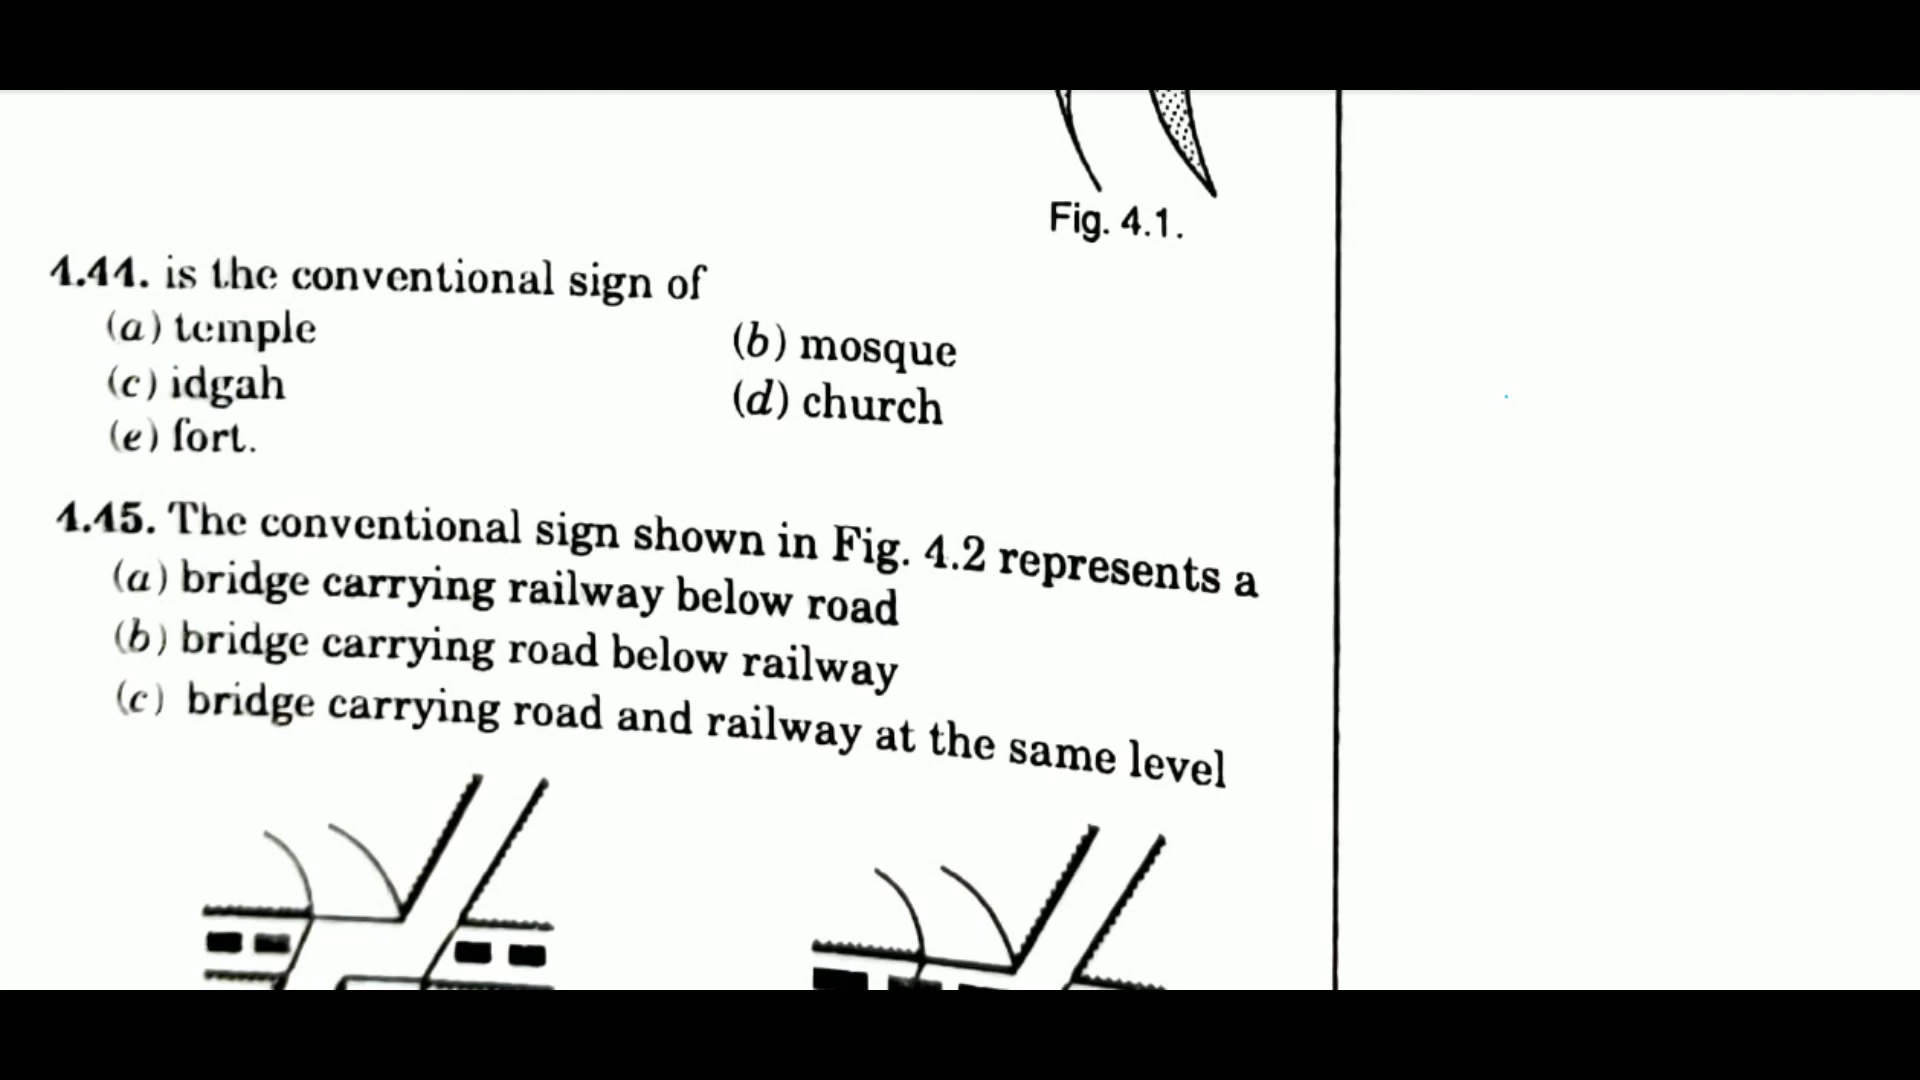 Fig. 4.1.
4.44. is the conventional sign of
(a) temple
(b) mosque
(c) idgah
(d) church
(e) fort.
4.45. The conventional sign shown in Fig. 4.2 represents a
(a) bridge carrying railway below road
(b) bridge carrying road below railway
(c) bridge carrying road and railway at the same level